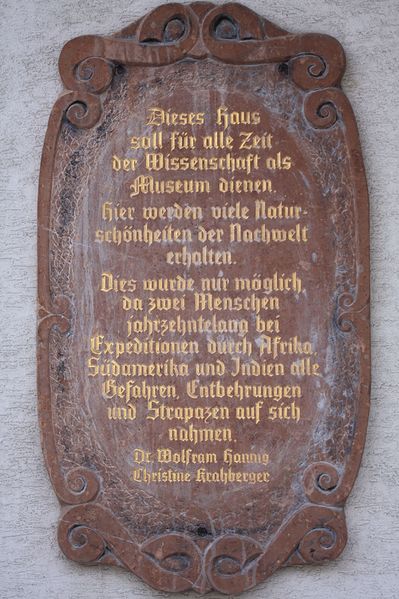 Dieses Haus
soll für alle Zeit
der Wissenschaft als
Museum dienen.
Hier werden viele Natur-
schönheiten der Nachwelt
erhalten.
Dies wurde nur möglich,
da zwei Menschen
jahrzehntelang bei
Expeditionen durch Afrika,
Südamerika und Indien alle
Gefahren, Entbehrungen
und Strapazen auf sich
nahmen.
Dr. Wolfram Hannig
Christine Krahberger